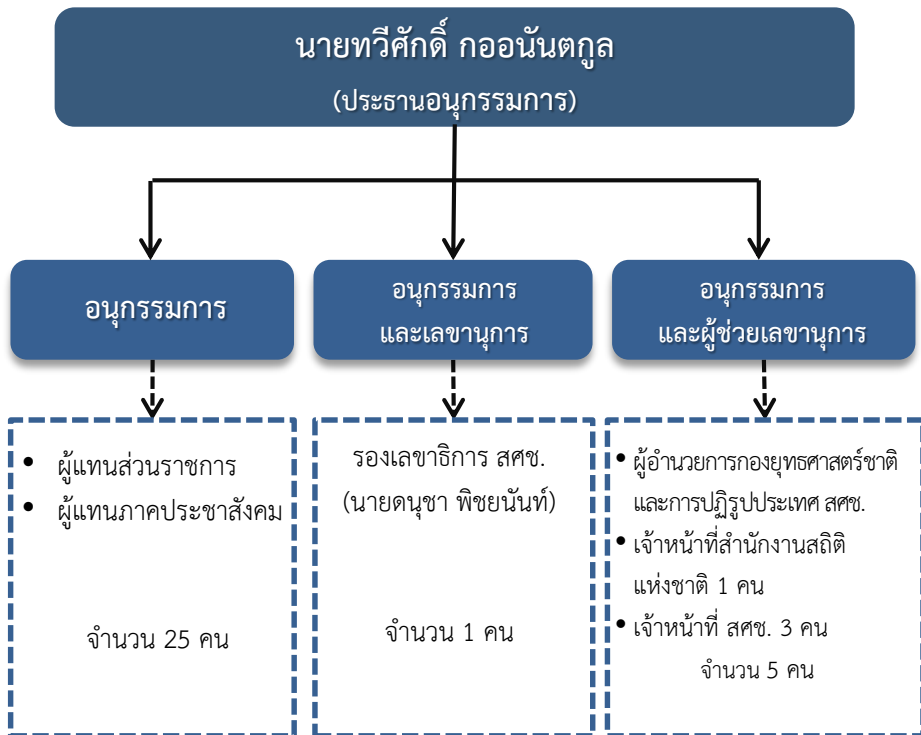 นายทวีศักดิ์ กออนันตกูล
(ประธานอนุกรรมการ)
อนุกรรมการ
อนุกรรมการ
และเลขานุการ
อนุกรรมการ
และผู้ช่วยเลขานุการ
• ผู้แทนส่วนราชการ
• ผู้แทนภาคประชาสังคม
จำนวน 25 คน
รองเลขาธิการ สศช.
(นายดนุชา พิชยนันท์)
จำนวน 1 คน
• ผู้อำนวยการกองยุทธศาสตร์ชาติ
และการปฏิรูปประเทศ สศช.
• เจ้าหน้าที่สำนักงานสถิติ
แห่งชาติ 1 คน
• เจ้าหน้าที่ สศช. 3 คน
จำนวน 5 คน